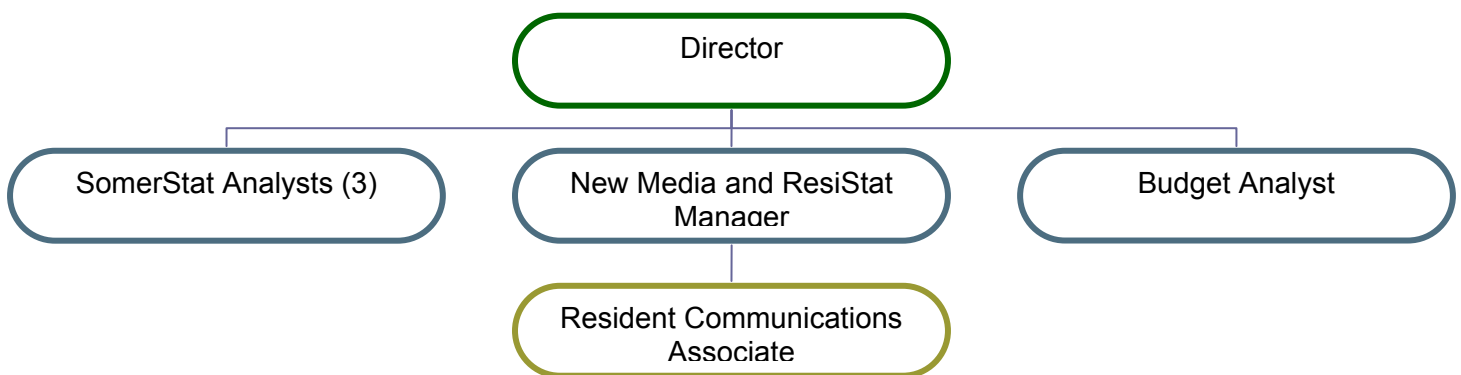 Director
SomerStat Analysts (3)
New Media and ResiStat
Manager
Budget Analyst
Resident Communications
Associate